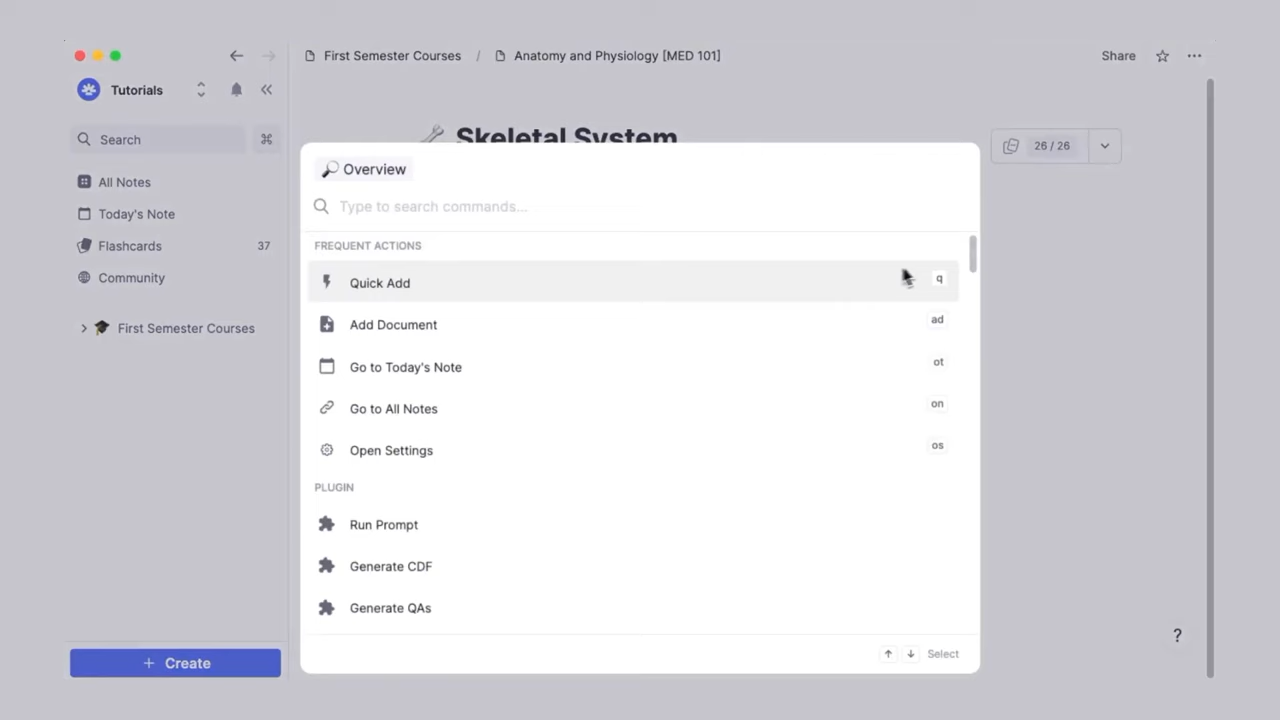 First Semester Courses / Anatomy and Physiology [MED 101]
Share
Tutorials
Search
⌘
All Notes
Today's Note
Flashcards 37
Community
First Semester Courses
+ Create
Skeletal System
26 / 26
Overview
Type to search commands...
FREQUENT ACTIONS
Quick Add q
Add Document ad
Go to Today's Note ot
Go to All Notes on
Open Settings os
PLUGIN
Run Prompt
Generate CDF
Generate QAs
↑ ↓ Select
?